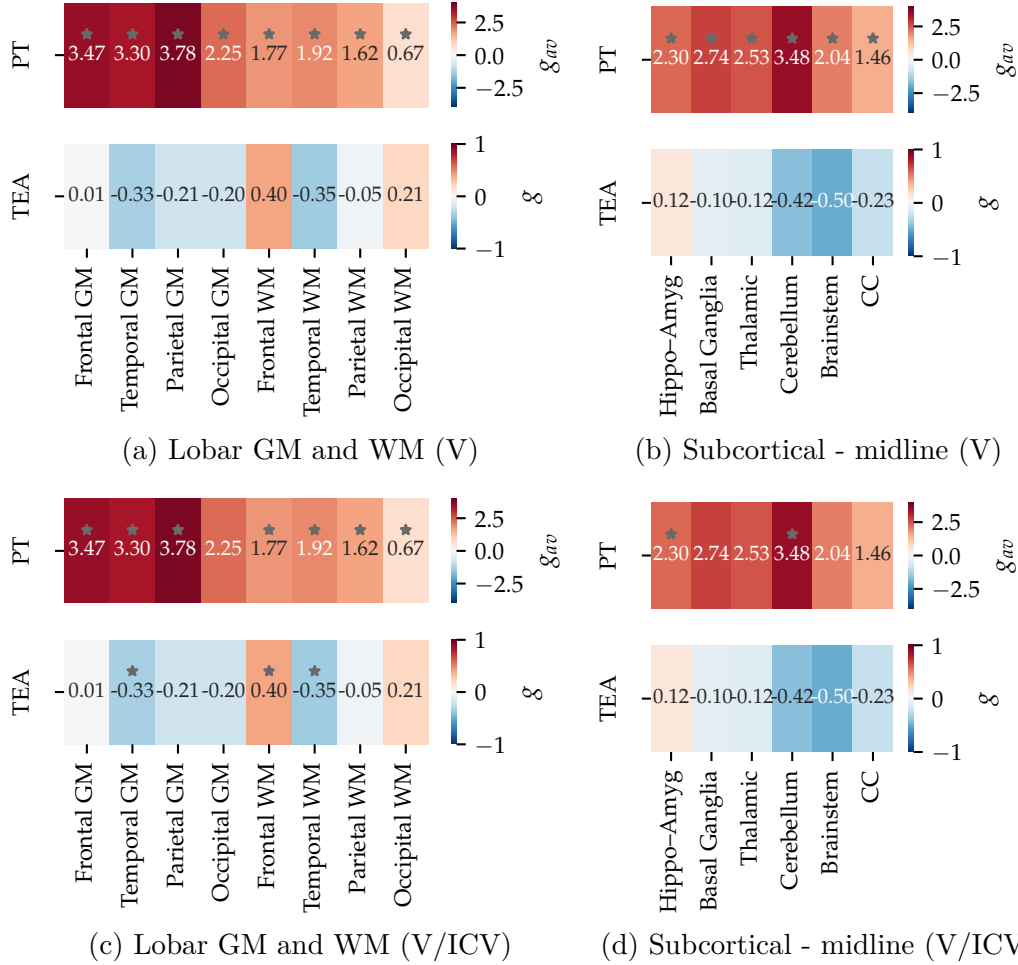 PT
3.47 3.30 3.78 2.25 1.77 1.92 1.62 0.67
2.5
0.0
−2.5
g_av
TEA
0.01 -0.33 -0.21 -0.20 0.40 -0.35 -0.05 0.21
1
0
−1
g
Frontal GM
Temporal GM
Parietal GM
Occipital GM
Frontal WM
Temporal WM
Parietal WM
Occipital WM
(a) Lobar GM and WM (V)
PT
2.30 2.74 2.53 3.48 2.04 1.46
2.5
0.0
−2.5
g_av
TEA
0.12 -0.10 -0.12 -0.42 -0.50 -0.23
1
0
−1
g
Hippo–Amyg
Basal Ganglia
Thalamic
Cerebellum
Brainstem
CC
(b) Subcortical - midline (V)
PT
3.47 3.30 3.78 2.25 1.77 1.92 1.62 0.67
2.5
0.0
−2.5
g_av
TEA
0.01 -0.33 -0.21 -0.20 0.40 -0.35 -0.05 0.21
1
0
−1
g
Frontal GM
Temporal GM
Parietal GM
Occipital GM
Frontal WM
Temporal WM
Parietal WM
Occipital WM
(c) Lobar GM and WM (V/ICV)
PT
2.30 2.74 2.53 3.48 2.04 1.46
2.5
0.0
−2.5
g_av
TEA
0.12 -0.10 -0.12 -0.42 -0.50 -0.23
1
0
−1
g
Hippo–Amyg
Basal Ganglia
Thalamic
Cerebellum
Brainstem
CC
(d) Subcortical - midline (V/ICV